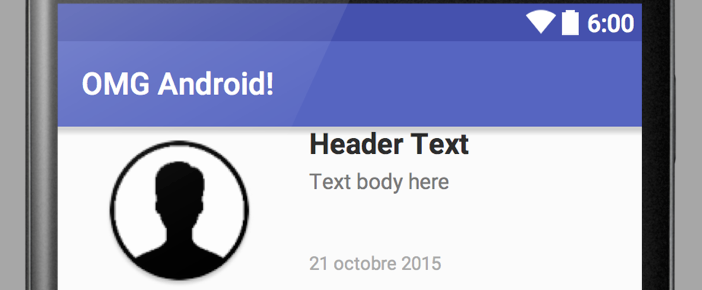 6:00
OMG Android!
Header Text
Text body here
21 octobre 2015